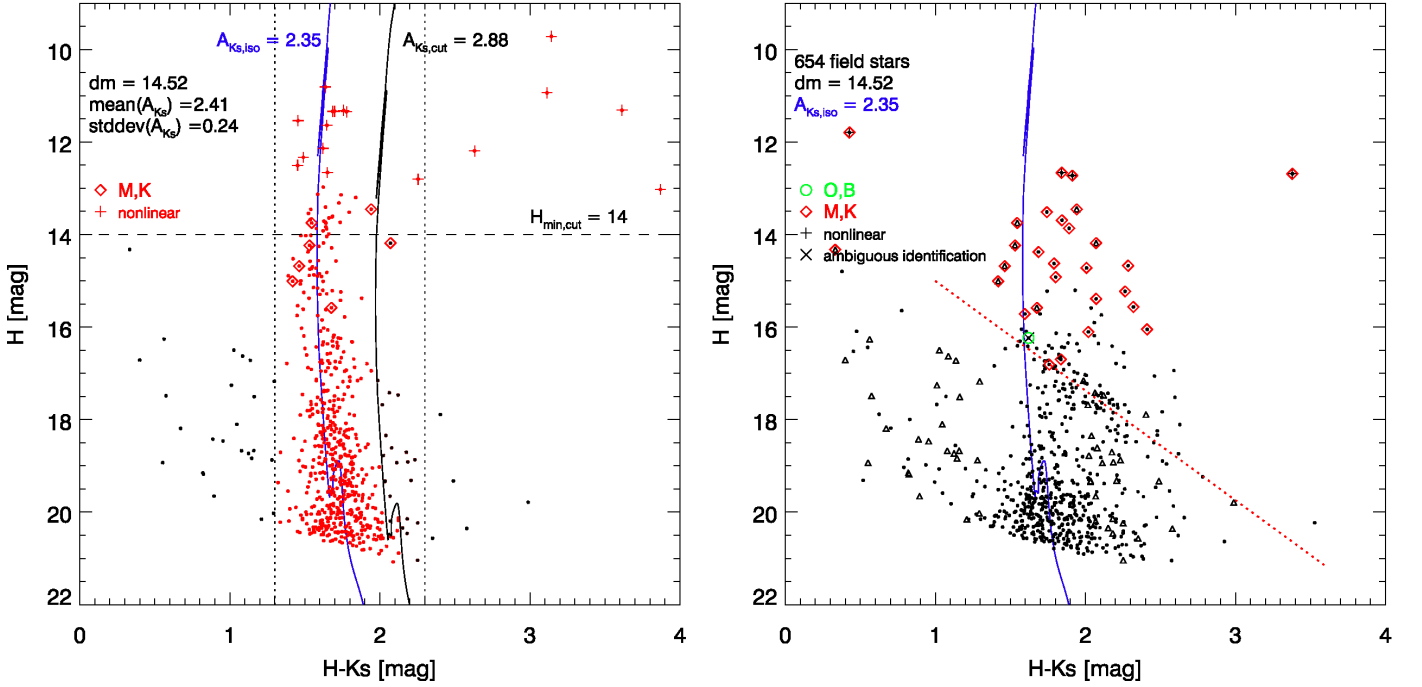 A_Ks,iso = 2.35
A_Ks,cut = 2.88
dm = 14.52
mean(A_Ks) =2.41
stddev(A_Ks) =0.24
M,K
nonlinear
H_min,cut = 14
10
12
14
16
18
20
22
H [mag]
0 1 2 3 4
H-Ks [mag]
654 field stars
dm = 14.52
A_Ks,iso = 2.35
O,B
M,K
nonlinear
ambiguous identification
10
12
14
16
18
20
22
H [mag]
0 1 2 3 4
H-Ks [mag]